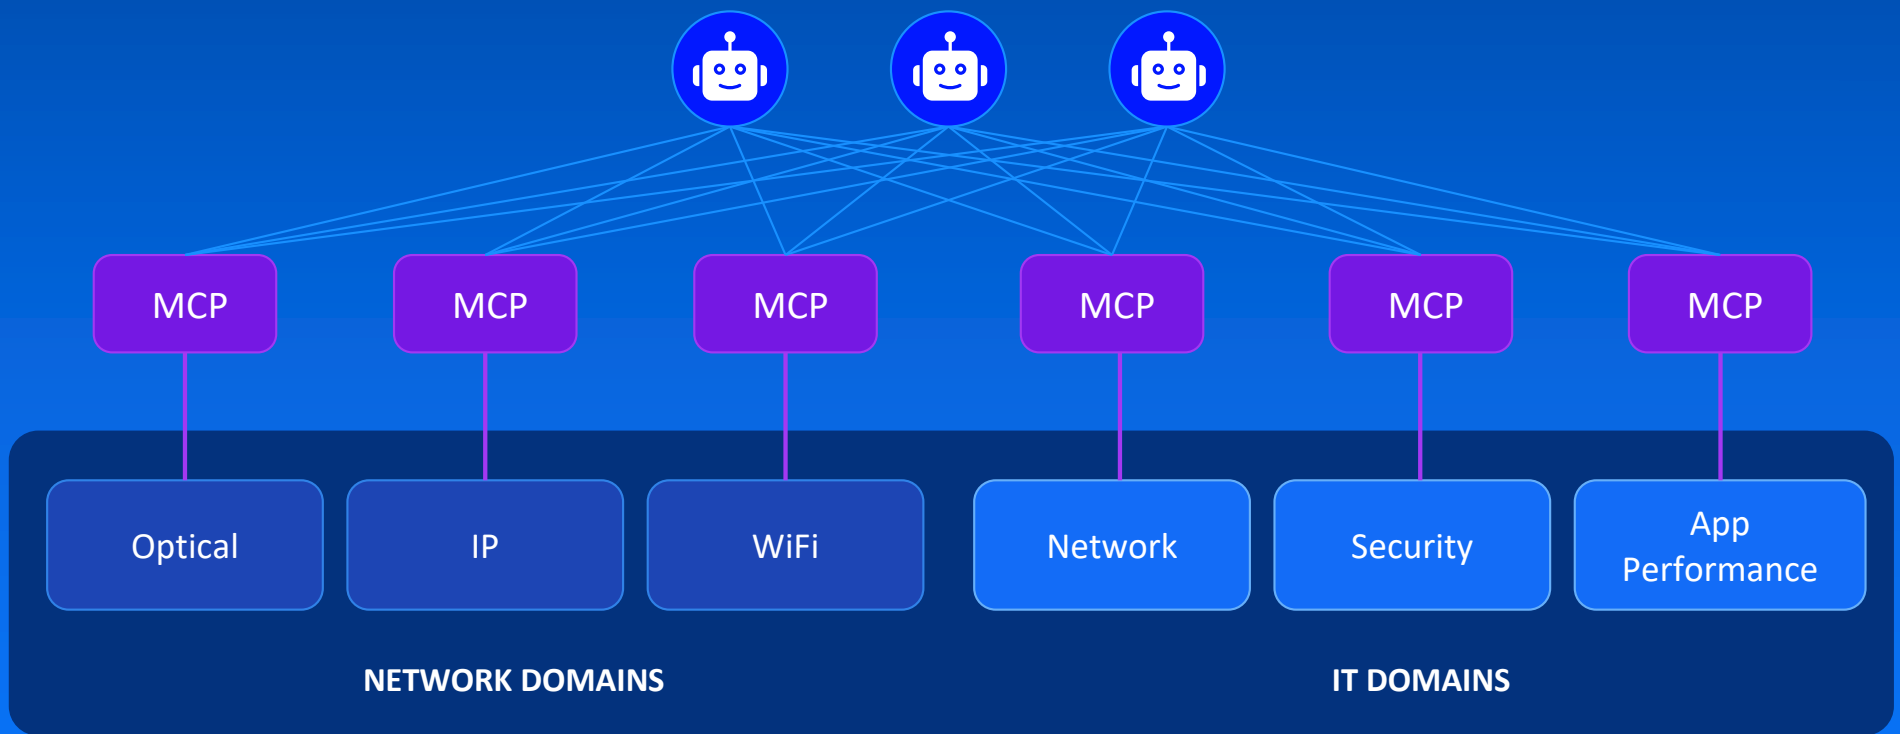 MCP
MCP
MCP
MCP
MCP
MCP
Optical
IP
WiFi
Network
Security
App
Performance
NETWORK DOMAINS
IT DOMAINS